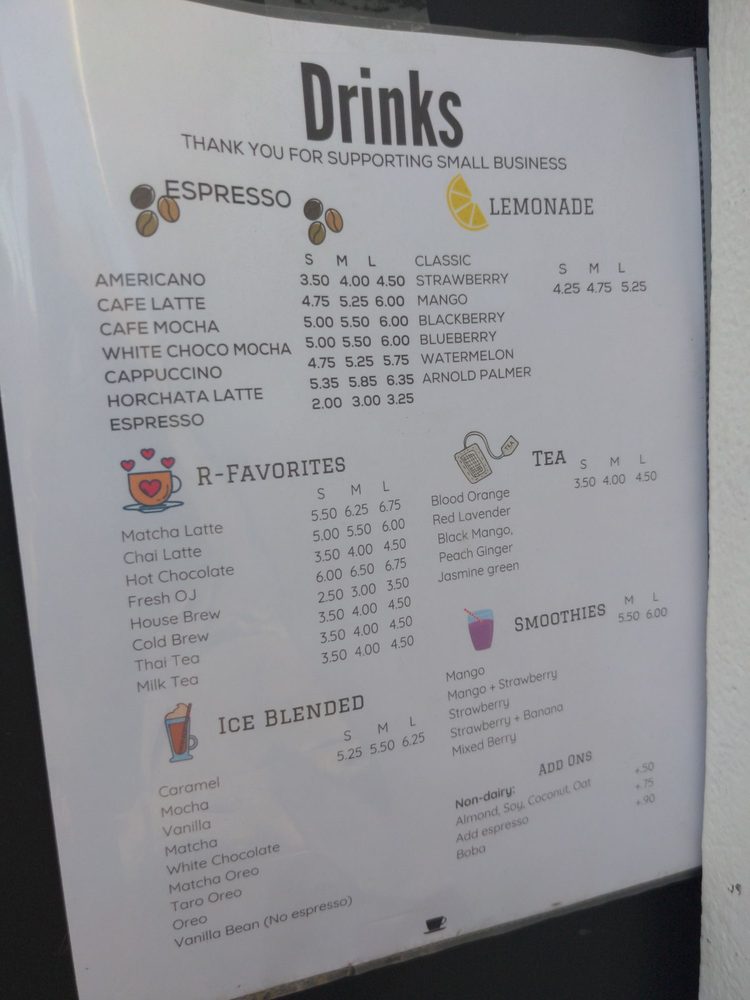 Drinks
THANK YOU FOR SUPPORTING SMALL BUSINESS
ESPRESSO
S M L
AMERICANO 3.50 4.00 4.50
CAFE LATTE 4.75 5.25 6.00
CAFE MOCHA 5.00 5.50 6.00
WHITE CHOCO MOCHA 5.00 5.50 6.00
CAPPUCCINO 4.75 5.25 5.75
HORCHATA LATTE 5.35 5.85 6.35
ESPRESSO 2.00 3.00 3.25
LEMONADE
S M L
4.25 4.75 5.25
CLASSIC
STRAWBERRY
MANGO
BLACKBERRY
BLUEBERRY
WATERMELON
ARNOLD PALMER
R-FAVORITES
S M L
Matcha Latte 5.50 6.25 6.75
Chai Latte 5.00 5.50 6.00
Hot Chocolate 3.50 4.00 4.50
Fresh OJ 6.00 6.50 6.75
House Brew 2.50 3.00 3.50
Cold Brew 3.50 4.00 4.50
Thai Tea 3.50 4.00 4.50
Milk Tea 3.50 4.00 4.50
TEA
TEA
S M L
3.50 4.00 4.50
Blood Orange
Red Lavender
Black Mango,
Peach Ginger
Jasmine green
SMOOTHIES
M L
5.50 6.00
Mango
Mango + Strawberry
Strawberry
Strawberry + Banana
Mixed Berry
ICE BLENDED
S M L
5.25 5.50 6.25
Caramel
Mocha
Vanilla
Matcha
White Chocolate
Matcha Oreo
Taro Oreo
Oreo
Vanilla Bean (No espresso)
ADD ONS
Non-dairy:
Almond, Soy, Coconut, Oat +.50
Add espresso +.75
Boba +.90